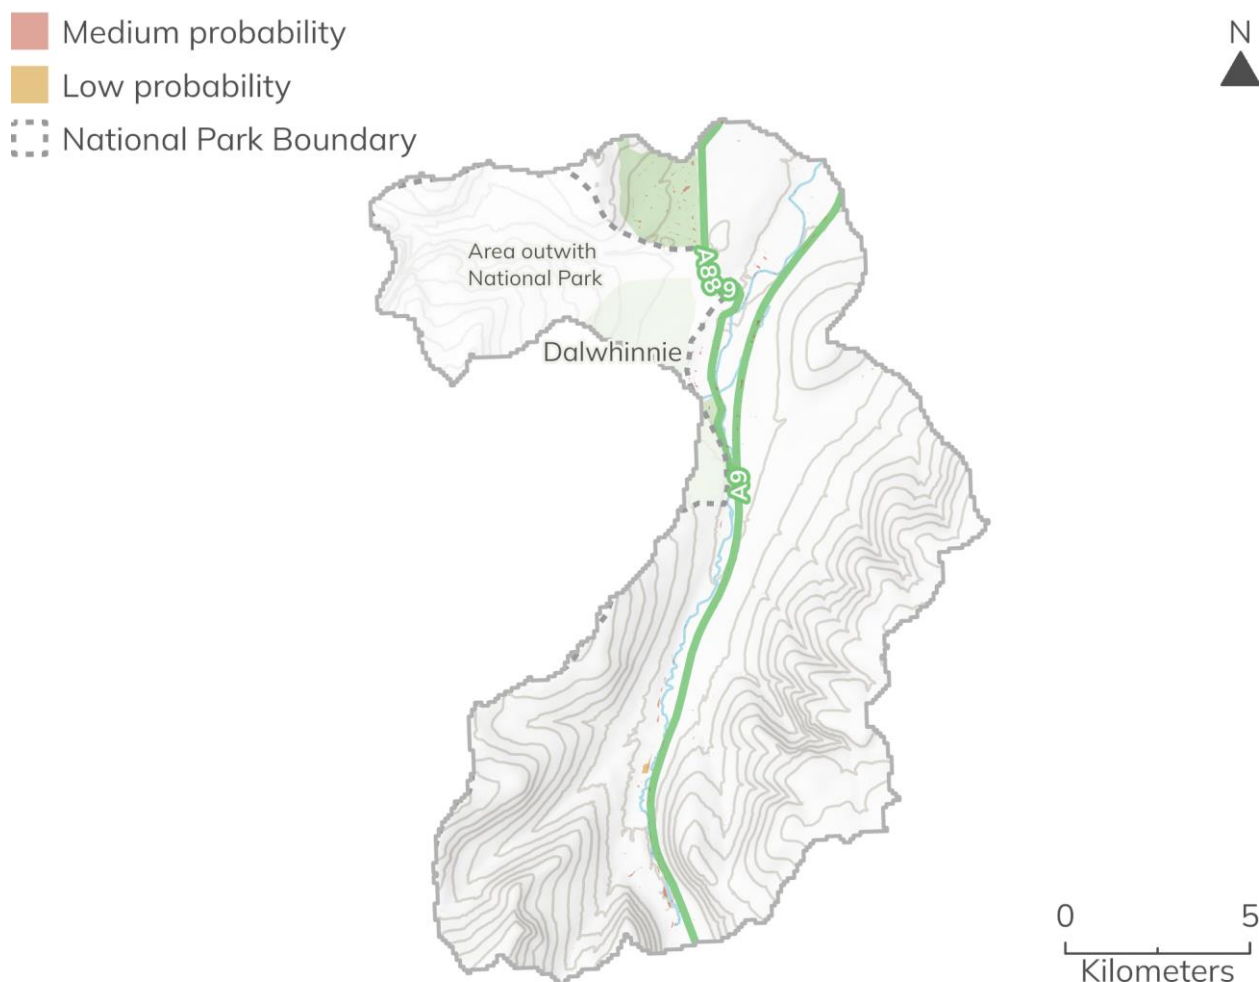 Medium probability
Low probability
National Park Boundary
N
Area outwith
National Park
A889
Dalwhinnie
A9
0 5
Kilometers